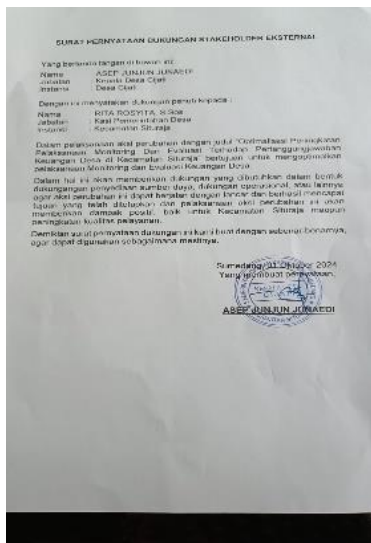 SURAT PERNYATAAN DUKUNGAN STAKEHOLDER EKSTERNAL
Yang bertanda tangan di bawah ini :
Nama : ASEP JUNJUN JUNAEDI
Jabatan : Kepala Desa Cijeli
Instansi : Desa Cijeli
Dengan ini menyatakan dukungan penuh kepada :
Nama : RITA ROSYITA, S.Sos
Jabatan : Kasi Pemerintahan Desa
Instansi : Kecamatan Situraja
Dalam pelaksanaan aksi perubahan dengan judul "Optimalisasi Peningkatan
Pelaksanaan Monitoring Dan Evaluasi Terhadap Pertanggungjawaban
Keuangan Desa di Kecamatan Situraja" bertujuan untuk mengoptimalkan
pelaksanaan Monitoring dan Evaluasi Keuangan Desa
Dalam hal ini akan memberikan dukungan yang dibutuhkan dalam bentuk
dukungangan penyediaan sumber daya, dukungan operasional, atau lainnya
agar aksi perubahan ini dapat berjalan dengan lancar dan berhasil mencapai
tujuan yang telah ditetapkan dan pelaksanaan aksi perubahan ini akan
memberikan dampak positif, baik untuk Kecamatan Situraja maupun
peningkatan kualitas pelayanan.
Demikian surat pernyataan dukungan ini kami buat dengan sebenar-benarnya,
agar dapat digunakan sebagaimana mestinya.
Sumedang, 01 Oktober 2024
Yang membuat pernyataan,
ASEP JUNJUN JUNAEDI